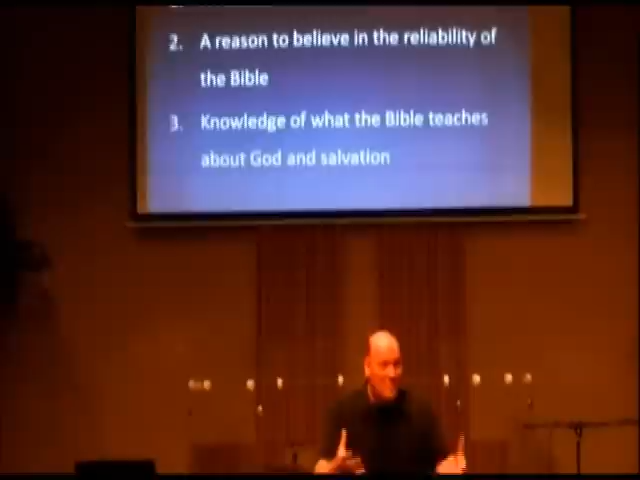 2. A reason to believe in the reliability of
the Bible
3. Knowledge of what the Bible teaches
about God and salvation